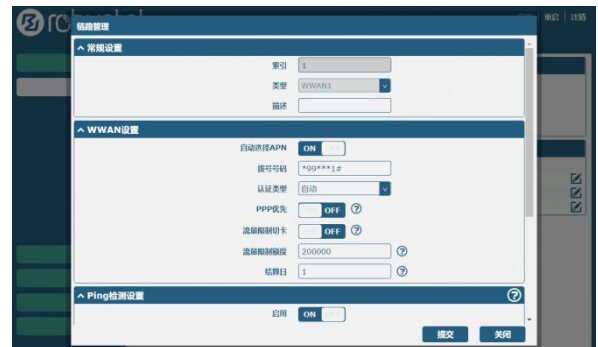 重启 | 注销
链路管理
常规设置
索引 1
类型 WWAN1
描述
WWAN设置
自动选择APN ON
拨号号码 *99***1#
认证类型 自动
PPP优先 OFF
流量限制切卡 OFF
流量限制额度 200000
结算日 1
Ping检测设置
启用 ON
提交 关闭